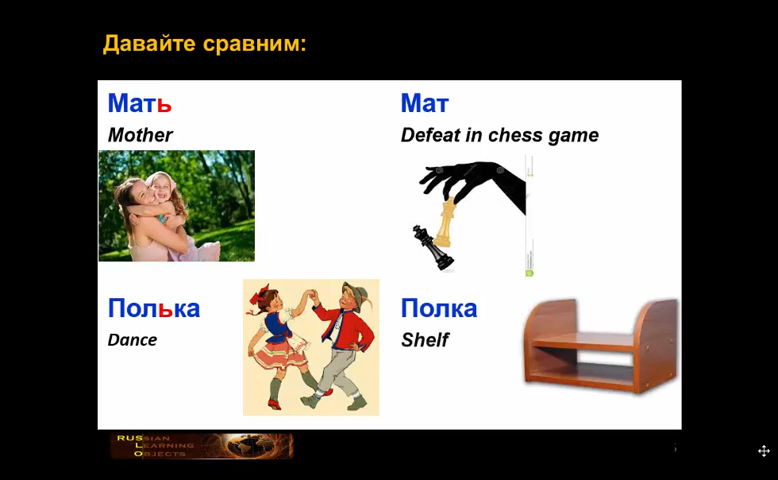 Давайте сравним:
Мать
Mother
Мат
Defeat in chess game
Полька
Dance
Полка
Shelf
RUSSIAN
LEARNING
OBJECTS